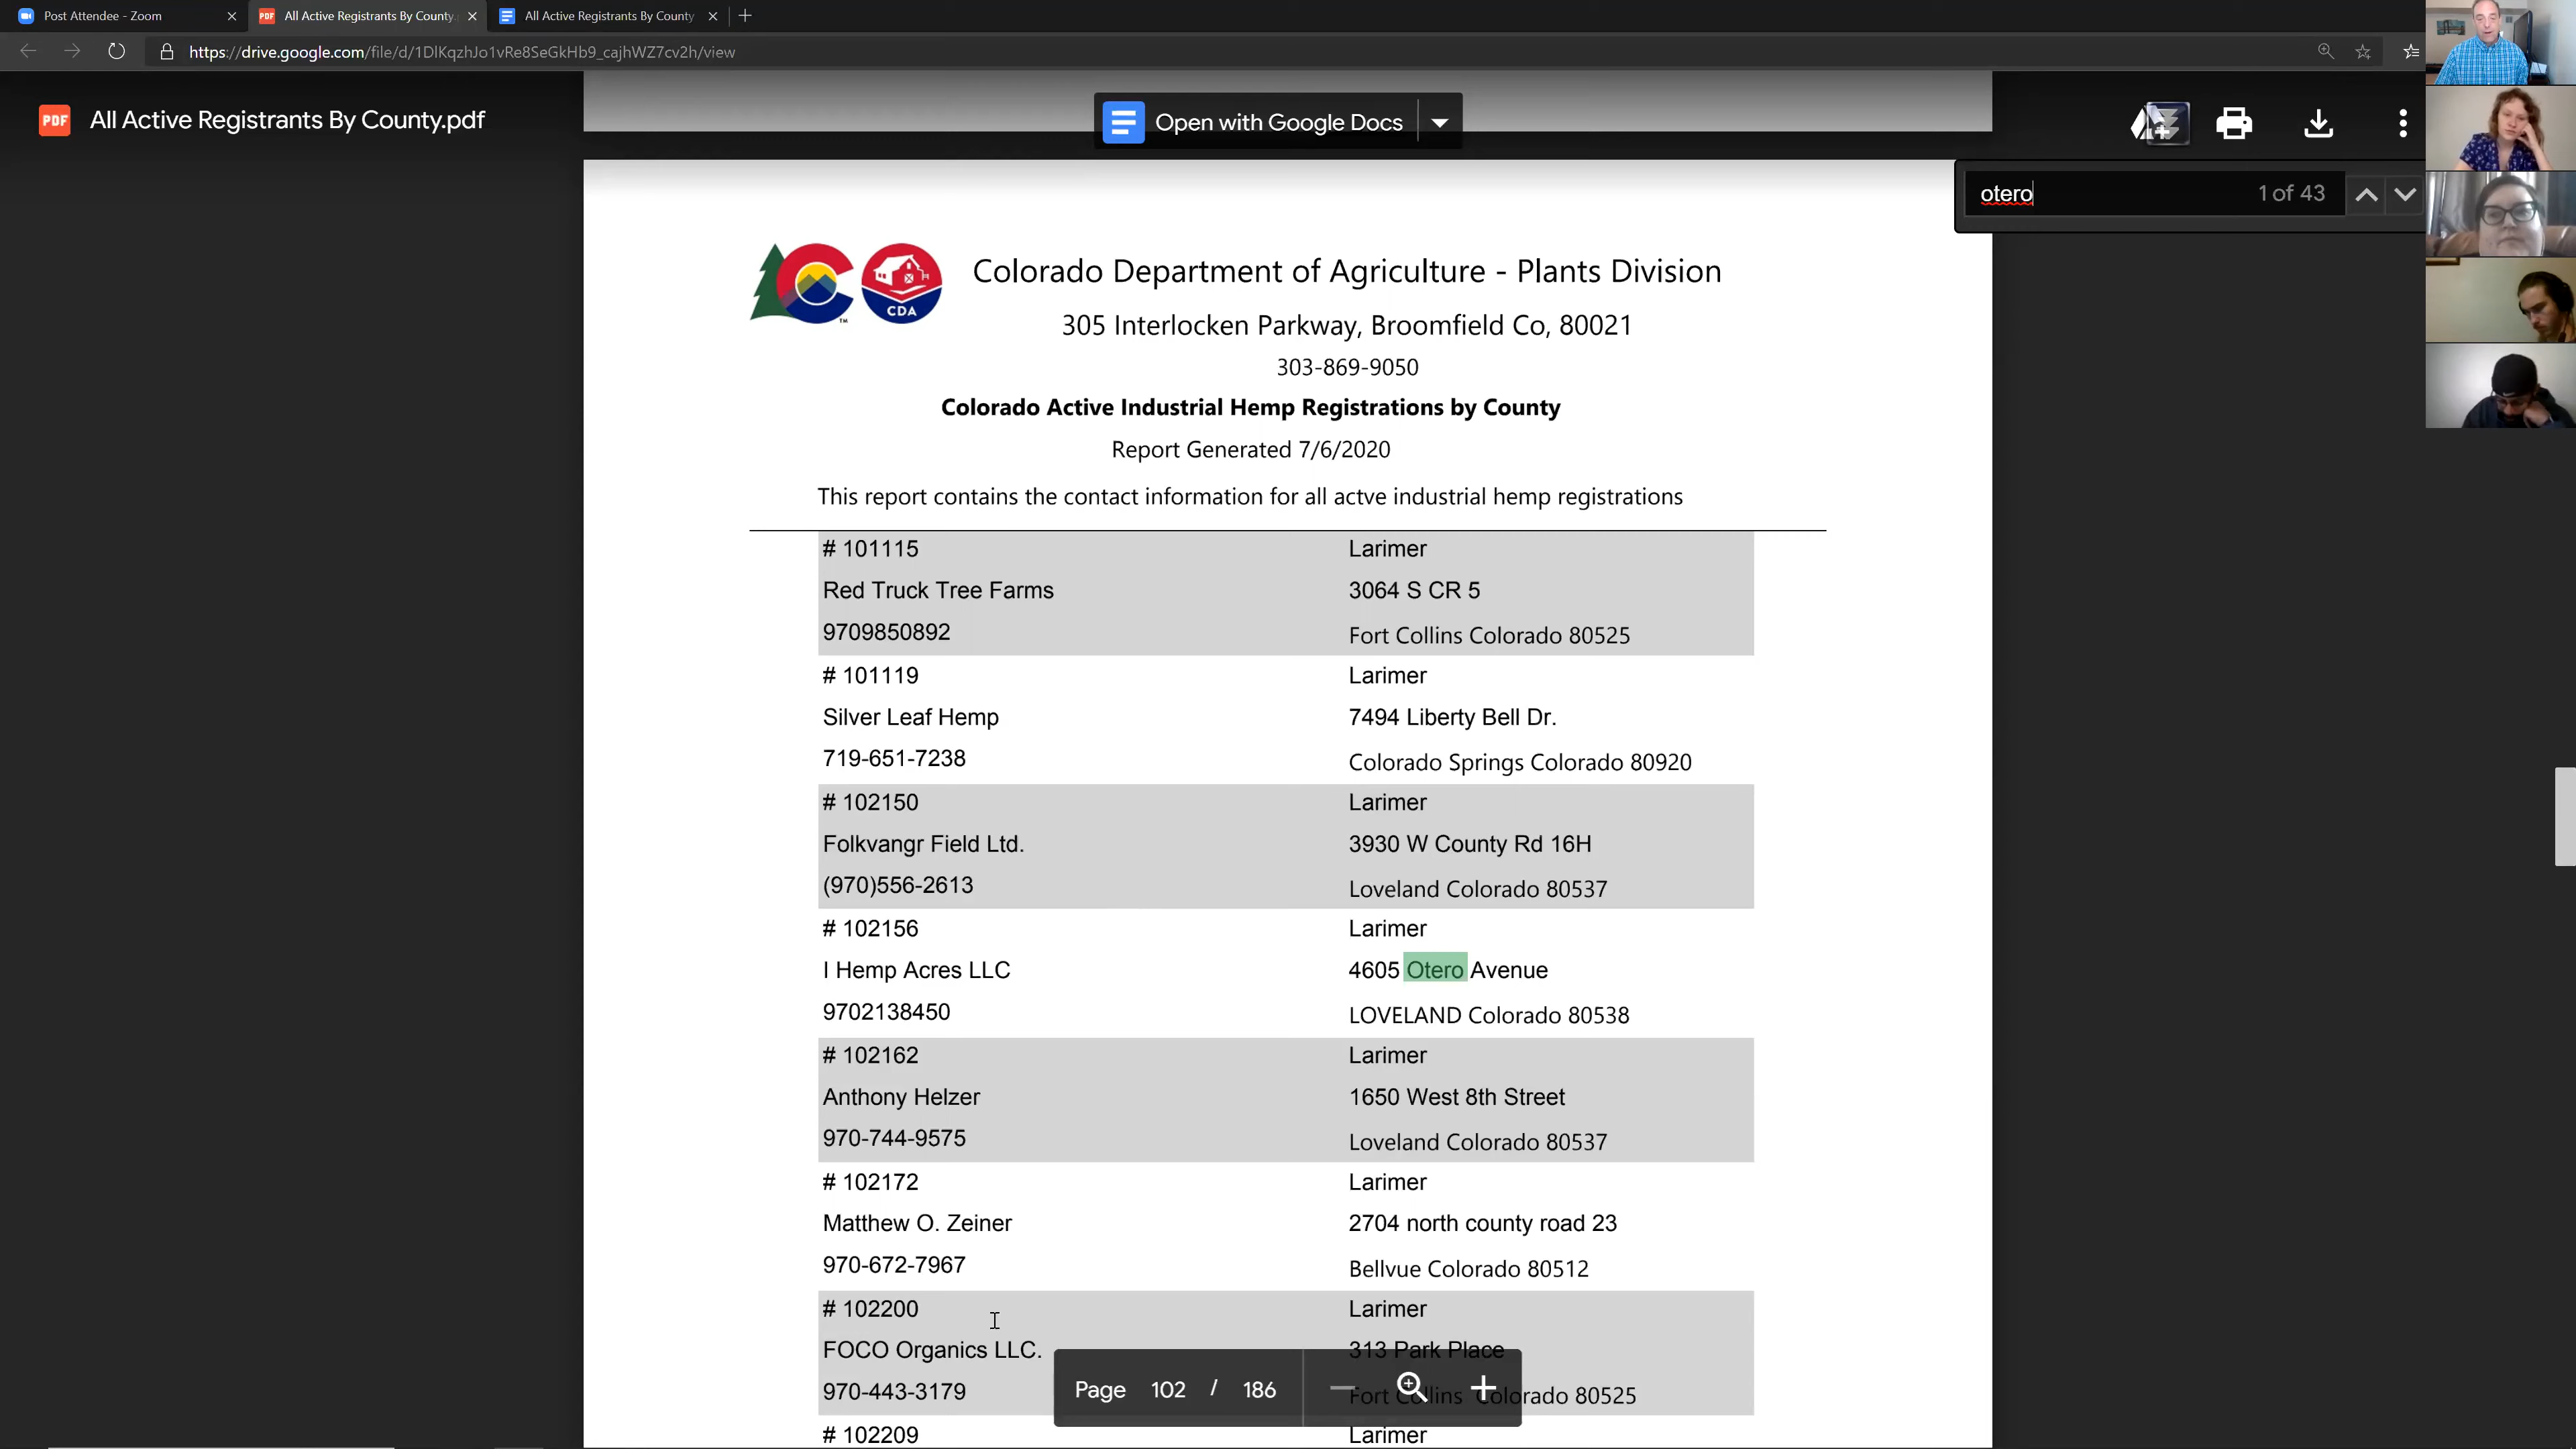 Post Attendee - Zoom
All Active Registrants By County.
All Active Registrants By County
https://drive.google.com/file/d/1DlKqzhJo1vRe8SeGkHb9_cajhWZ7cv2h/view
PDF
All Active Registrants By County.pdf
Open with Google Docs
otero
1 of 43
CDA
Colorado Department of Agriculture - Plants Division
305 Interlocken Parkway, Broomfield Co, 80021
303-869-9050
Colorado Active Industrial Hemp Registrations by County
Report Generated 7/6/2020
This report contains the contact information for all actve industrial hemp registrations
# 101115
Larimer
Red Truck Tree Farms
3064 S CR 5
9709850892
Fort Collins Colorado 80525
# 101119
Larimer
Silver Leaf Hemp
7494 Liberty Bell Dr.
719-651-7238
Colorado Springs Colorado 80920
# 102150
Larimer
Folkvangr Field Ltd.
3930 W County Rd 16H
(970)556-2613
Loveland Colorado 80537
# 102156
Larimer
I Hemp Acres LLC
4605 Otero Avenue
9702138450
LOVELAND Colorado 80538
# 102162
Larimer
Anthony Helzer
1650 West 8th Street
970-744-9575
Loveland Colorado 80537
# 102172
Larimer
Matthew O. Zeiner
2704 north county road 23
970-672-7967
Bellvue Colorado 80512
# 102200
Larimer
FOCO Organics LLC.
313 Park Place
970-443-3179
Fort Collins Colorado 80525
Page 102 / 186
# 102209
Larimer